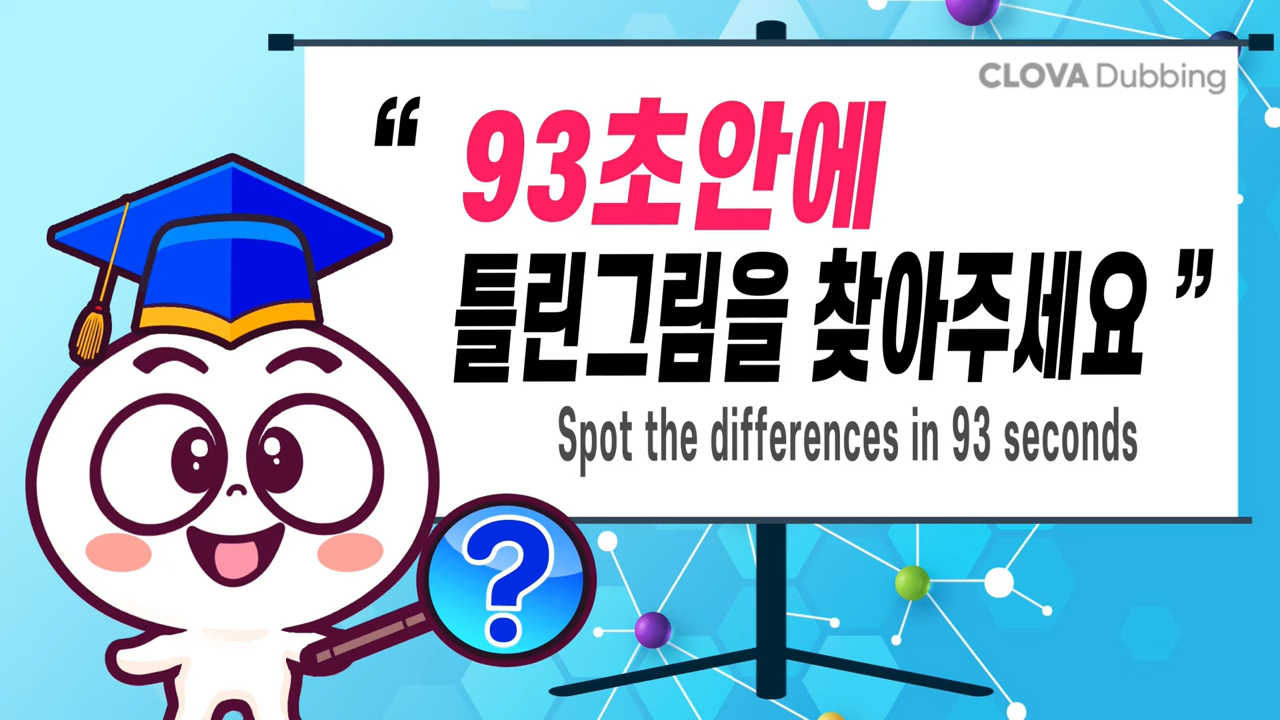 CLOVA Dubbing
“ 93초안에
틀린그림을 찾아주세요 ”
Spot the differences in 93 seconds
?